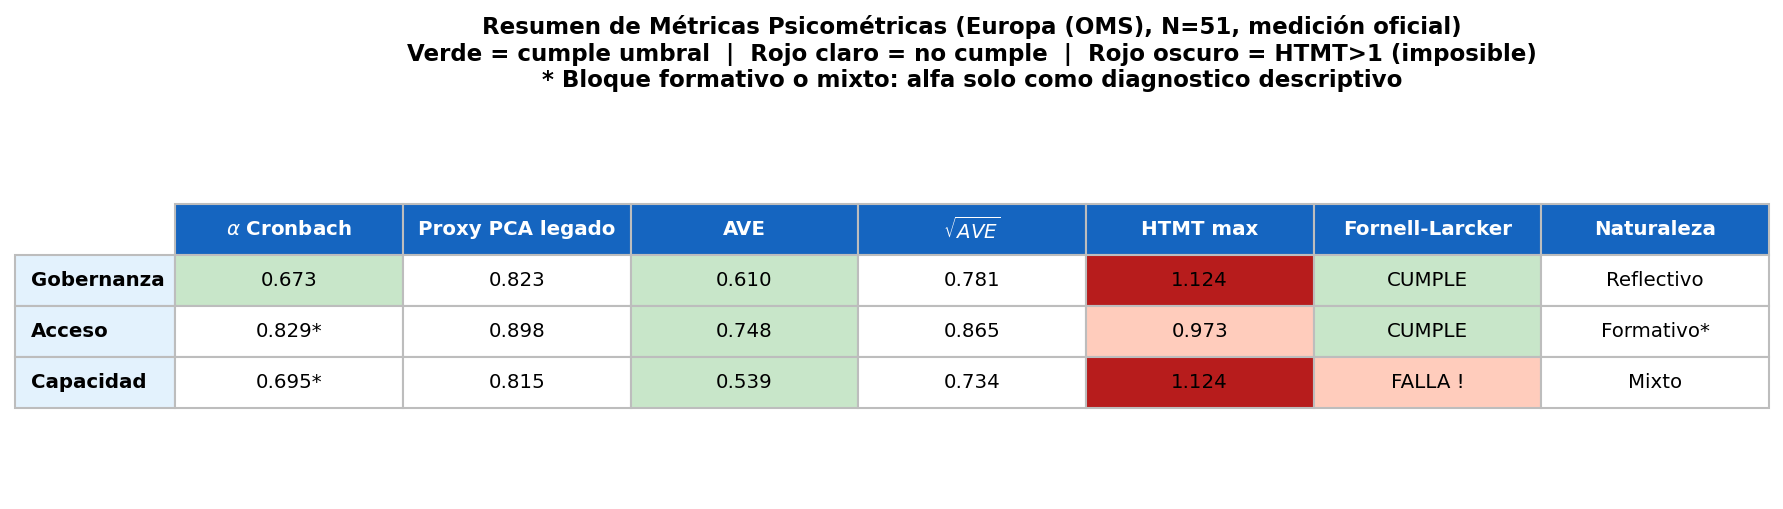 Resumen de Métricas Psicométricas (Europa (OMS), N=51, medición oficial)
Verde = cumple umbral | Rojo claro = no cumple | Rojo oscuro = HTMT>1 (imposible)
* Bloque formativo o mixto: alfa solo como diagnostico descriptivo
α Cronbach Proxy PCA legado AVE √AVE HTMT max Fornell-Larcker Naturaleza
Gobernanza 0.673 0.823 0.610 0.781 1.124 CUMPLE Reflectivo
Acceso 0.829* 0.898 0.748 0.865 0.973 CUMPLE Formativo*
Capacidad 0.695* 0.815 0.539 0.734 1.124 FALLA ! Mixto